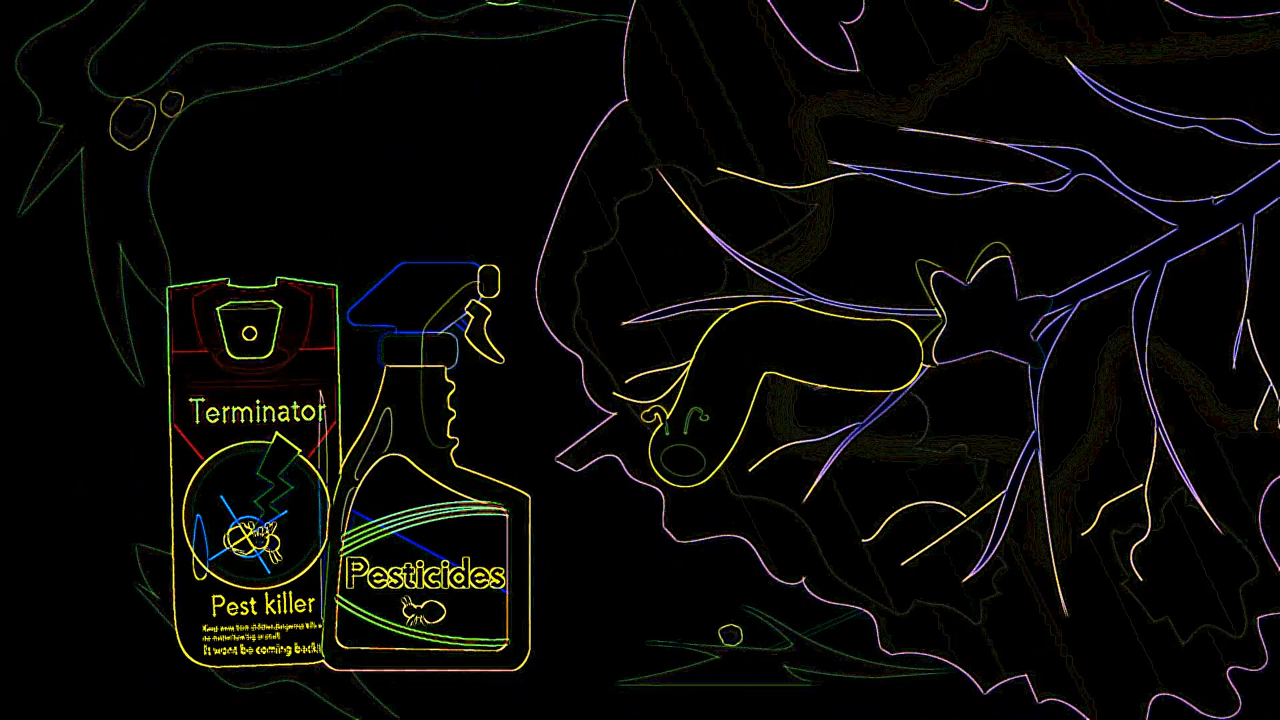 Terminator
Pest killer
It wont be coming back!
Pesticides